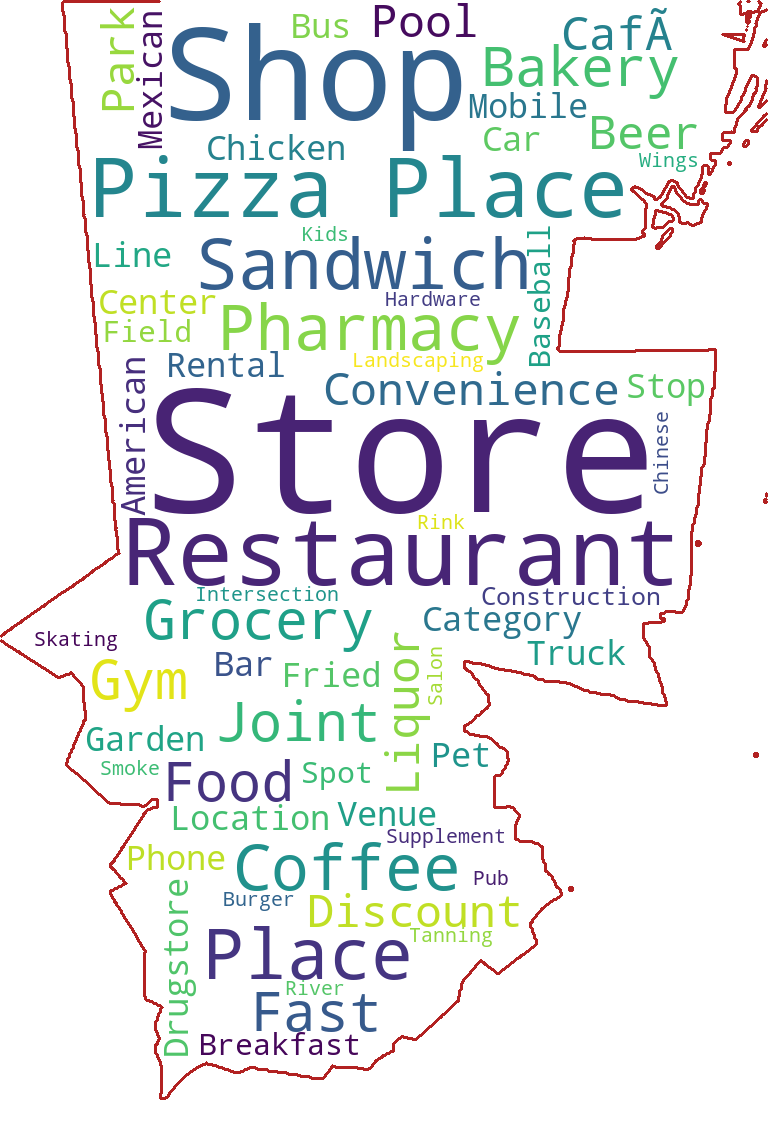 Park
Mexican
Shop
Bus
Pool
CafÃ
Bakery
Mobile
Car
Beer
Wings
Chicken
Pizza Place
Kids
Line
Sandwich
Baseball
Center
Hardware
Field
Pharmacy
Rental
Landscaping
American
Convenience
Stop
Store
Chinese
Rink
Restaurant
Intersection
Construction
Grocery
Category
Skating
Truck
Gym
Bar
Fried
Liquor
Salon
Joint
Garden
Pet
Smoke
Food
Spot
Location
Venue
Supplement
Phone
Coffee
Pub
Drugstore
Burger
Discount
Tanning
Place
River
Fast
Breakfast